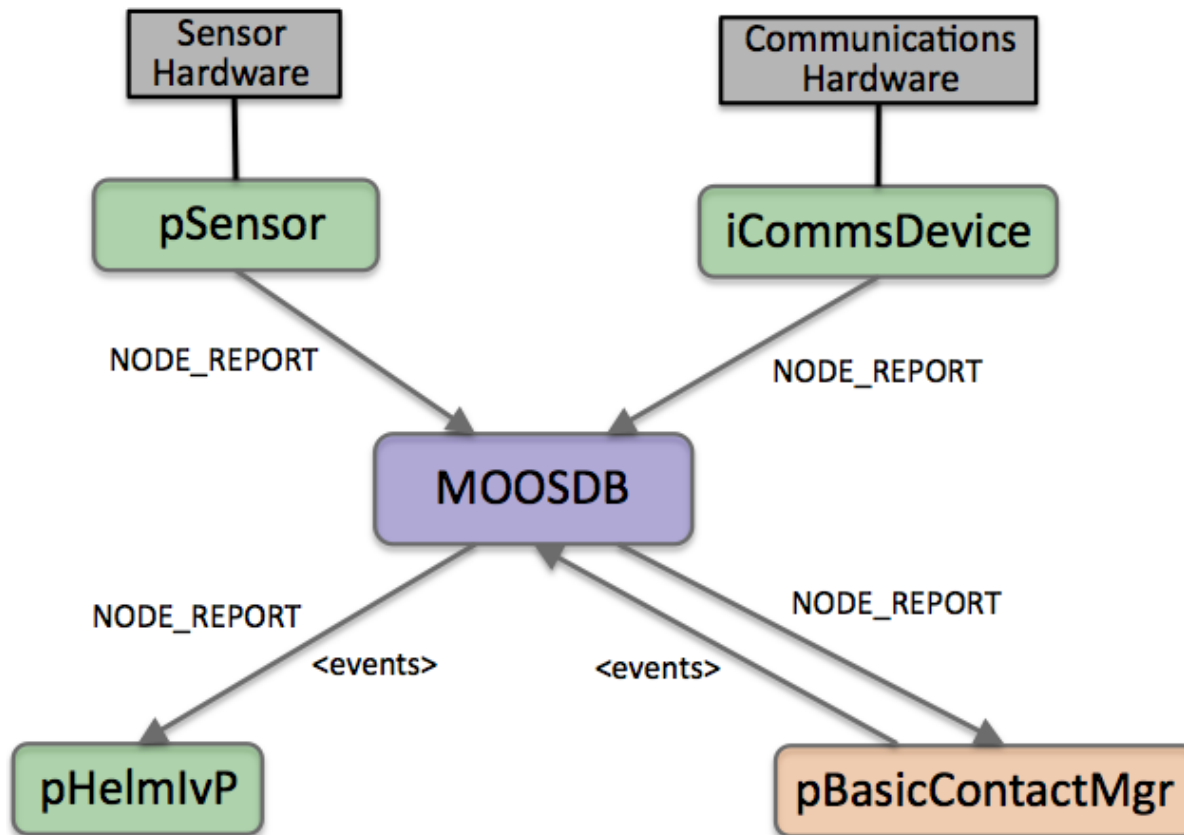 Sensor
Hardware
Communications
Hardware
pSensor
iCommsDevice
NODE_REPORT
NODE_REPORT
MOOSDB
NODE_REPORT
NODE_REPORT
<events>
<events>
pHelmIvP
pBasicContactMgr